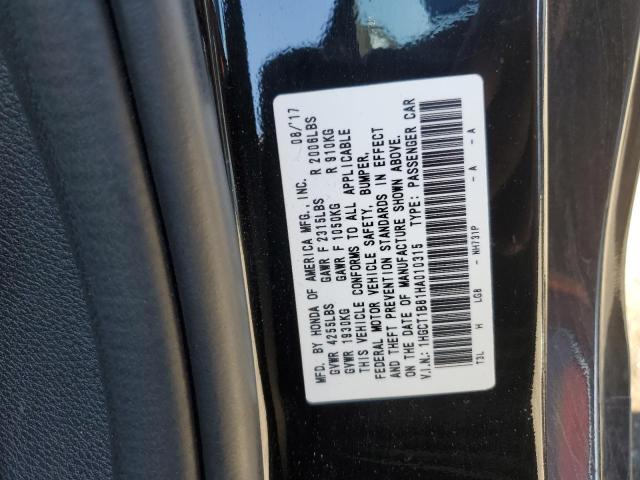 MFD. BY HONDA OF AMERICA MFG., INC. 08/'17
GVWR 4255LBS GAWR F 2315LBS R 2006LBS
GVWR 1930KG GAWR F 1050KG R 910KG
THIS VEHICLE CONFORMS TO ALL APPLICABLE
FEDERAL MOTOR VEHICLE SAFETY, BUMPER,
AND THEFT PREVENTION STANDARDS IN EFFECT
ON THE DATE OF MANUFACTURE SHOWN ABOVE.
V.I.N.: 1HGCT1B81HA010315 TYPE: PASSENGER CAR
T3L H LGB - NH731P - A - A